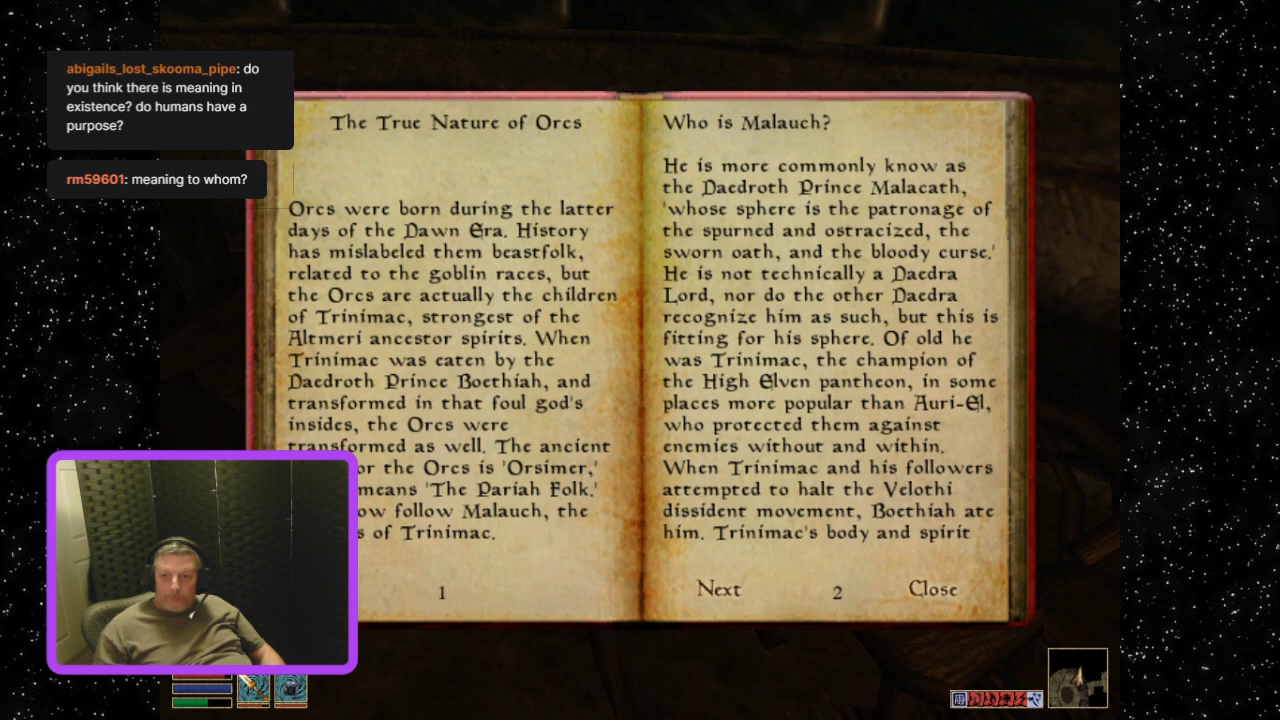 abigails_lost_skooma_pipe: do
you think there is meaning in
existence? do humans have a
purpose?
rm59601: meaning to whom?
The True Nature of Orcs
Orcs were born during the latter
days of the Dawn Era. History
has mislabeled them beastfolk,
related to the goblin races, but
the Orcs are actually the children
of Trinimac, strongest of the
Altmeri ancestor spirits. When
Trinimac was eaten by the
Daedroth Prince Boethiah, and
transformed in that foul god's
insides, the Orcs were
transformed as well. The ancient
or the Orcs is 'Orsimer,'
means 'The Pariah Folk.'
ow follow Malauch, the
s of Trinimac.
1
Who is Malauch?
He is more commonly know as
the Daedroth Prince Malacath,
'whose sphere is the patronage of
the spurned and ostracized, the
sworn oath, and the bloody curse.'
He is not technically a Daedra
Lord, nor do the other Daedra
recognize him as such, but this is
fitting for his sphere. Of old he
was Trinimac, the champion of
the High Elven pantheon, in some
places more popular than Auri-El,
who protected them against
enemies without and within.
When Trinimac and his followers
attempted to halt the Velothi
dissident movement, Boethiah ate
him. Trinimac's body and spirit
Next
2
Close